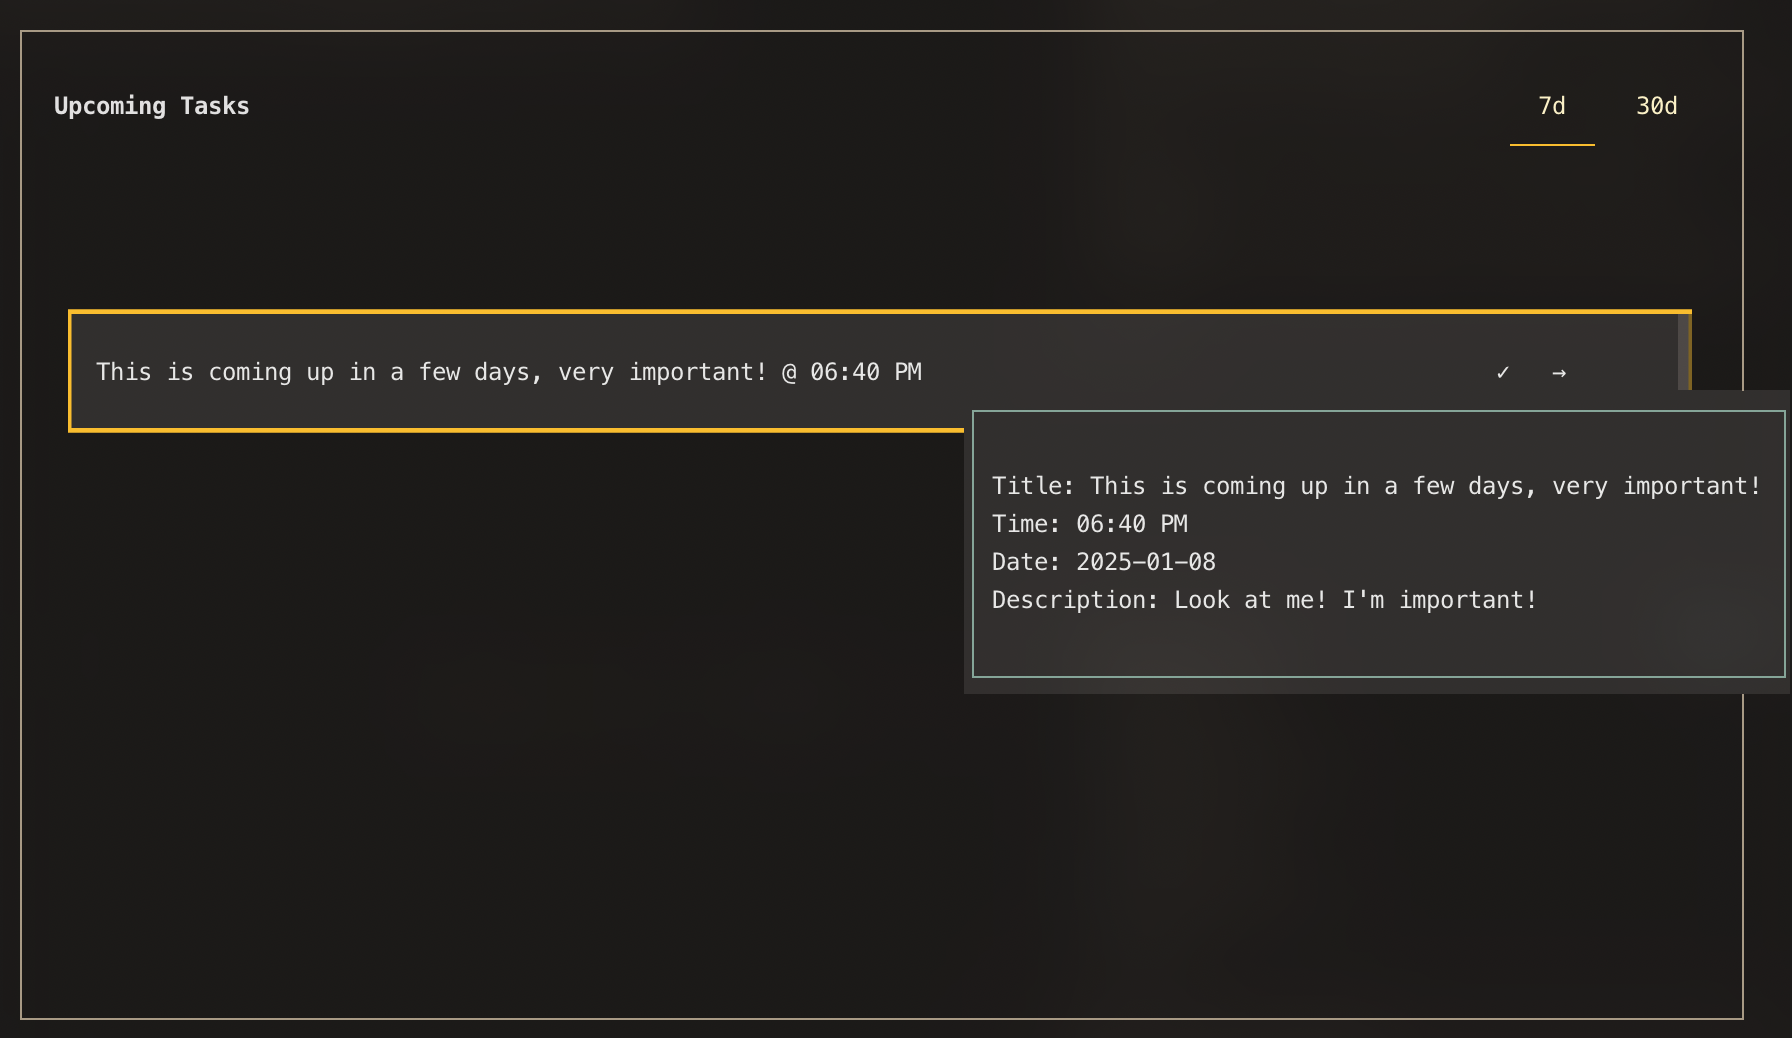 Upcoming Tasks
7d 30d
This is coming up in a few days, very important! @ 06:40 PM ✓ →
Title: This is coming up in a few days, very important!
Time: 06:40 PM
Date: 2025-01-08
Description: Look at me! I'm important!